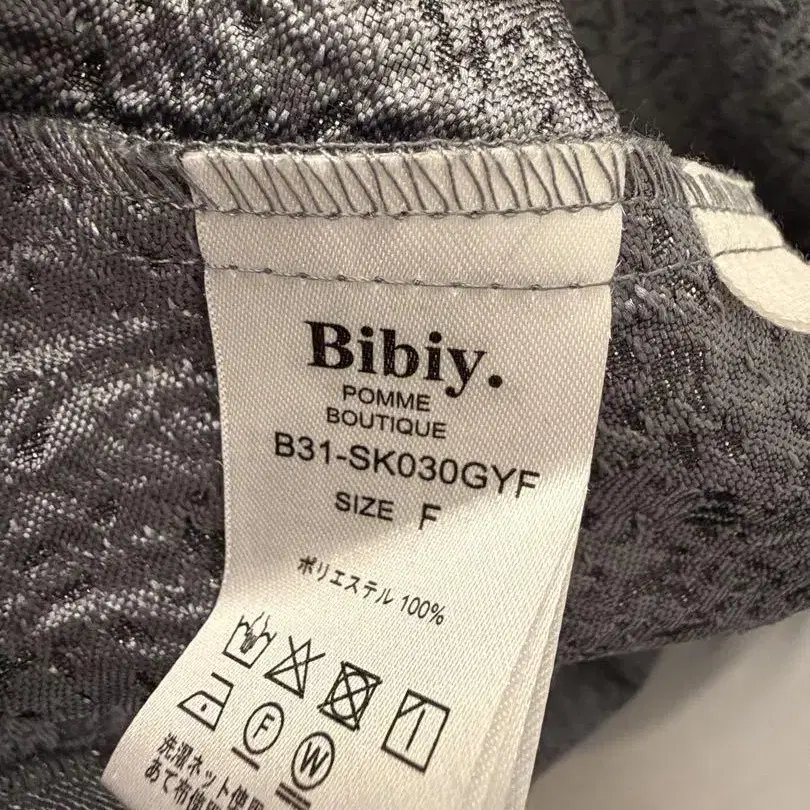 Bibiy.
POMME
BOUTIQUE
B31-SK030GYF
SIZE F
ポリエステル 100%
F
W
洗濯ネット使用
あて布使用